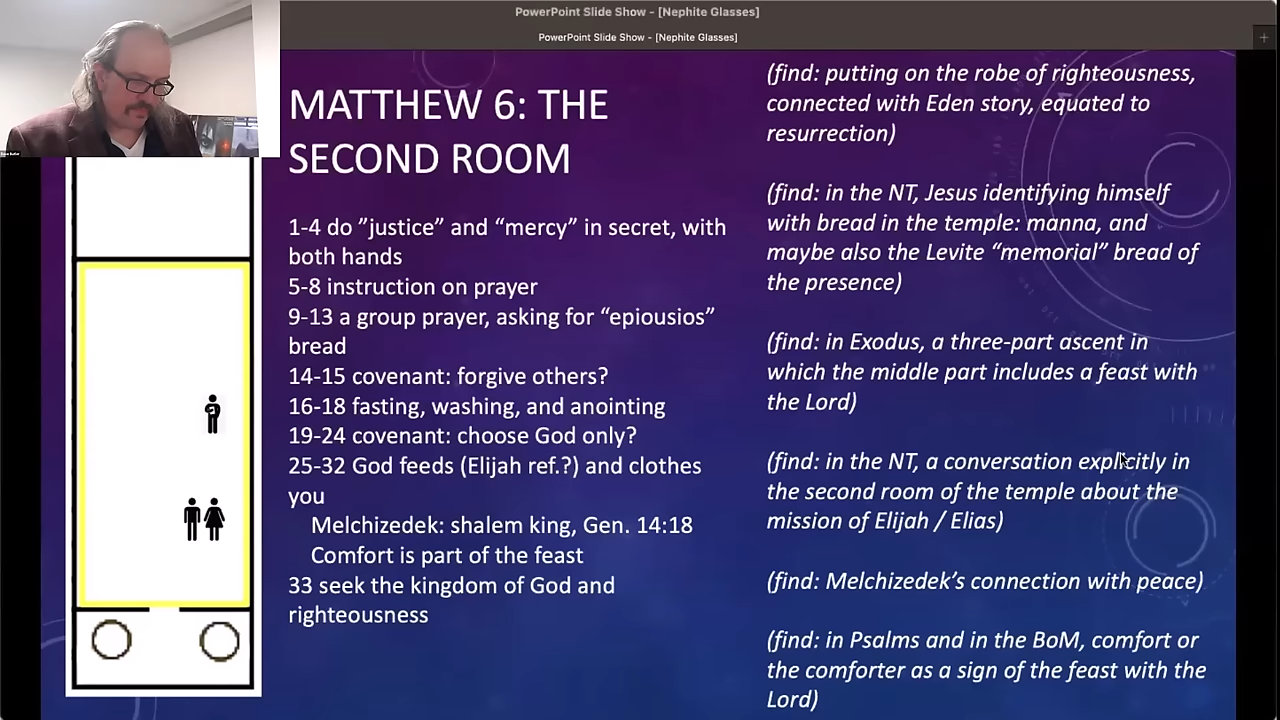 PowerPoint Slide Show - [Nephite Glasses]
PowerPoint Slide Show - [Nephite Glasses]
MATTHEW 6: THE
SECOND ROOM
1-4 do ”justice” and “mercy” in secret, with
both hands
5-8 instruction on prayer
9-13 a group prayer, asking for “epiousios”
bread
14-15 covenant: forgive others?
16-18 fasting, washing, and anointing
19-24 covenant: choose God only?
25-32 God feeds (Elijah ref.?) and clothes
you
Melchizedek: shalem king, Gen. 14:18
Comfort is part of the feast
33 seek the kingdom of God and
righteousness
(find: putting on the robe of righteousness,
connected with Eden story, equated to
resurrection)
(find: in the NT, Jesus identifying himself
with bread in the temple: manna, and
maybe also the Levite “memorial” bread of
the presence)
(find: in Exodus, a three-part ascent in
which the middle part includes a feast with
the Lord)
(find: in the NT, a conversation explicitly in
the second room of the temple about the
mission of Elijah / Elias)
(find: Melchizedek’s connection with peace)
(find: in Psalms and in the BoM, comfort or
the comforter as a sign of the feast with the
Lord)